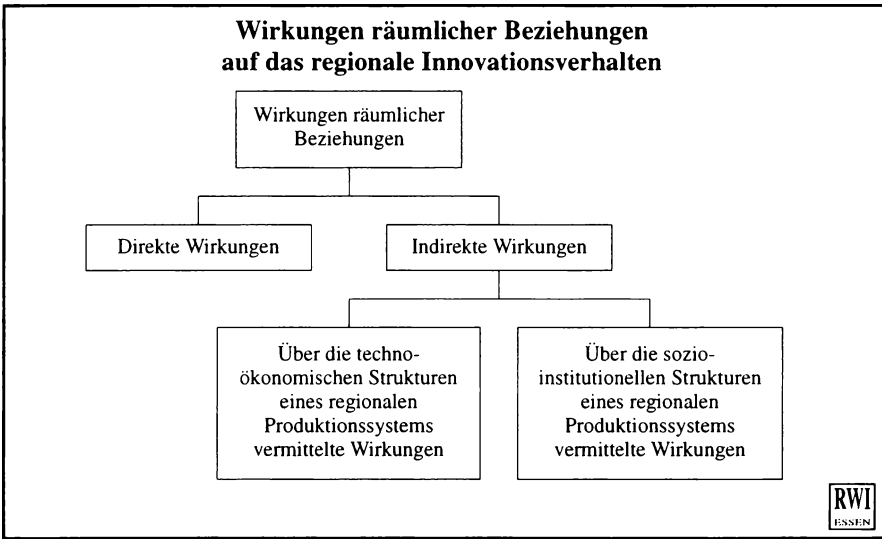 Wirkungen räumlicher Beziehungen
auf das regionale Innovationsverhalten
Wirkungen räumlicher
Beziehungen
Direkte Wirkungen
Indirekte Wirkungen
Über die techno-
ökonomischen Strukturen
eines regionalen
Produktionssystems
vermittelte Wirkungen
Über die sozio-
institutionellen Strukturen
eines regionalen
Produktionssystems
vermittelte Wirkungen
RWI
ESSEN